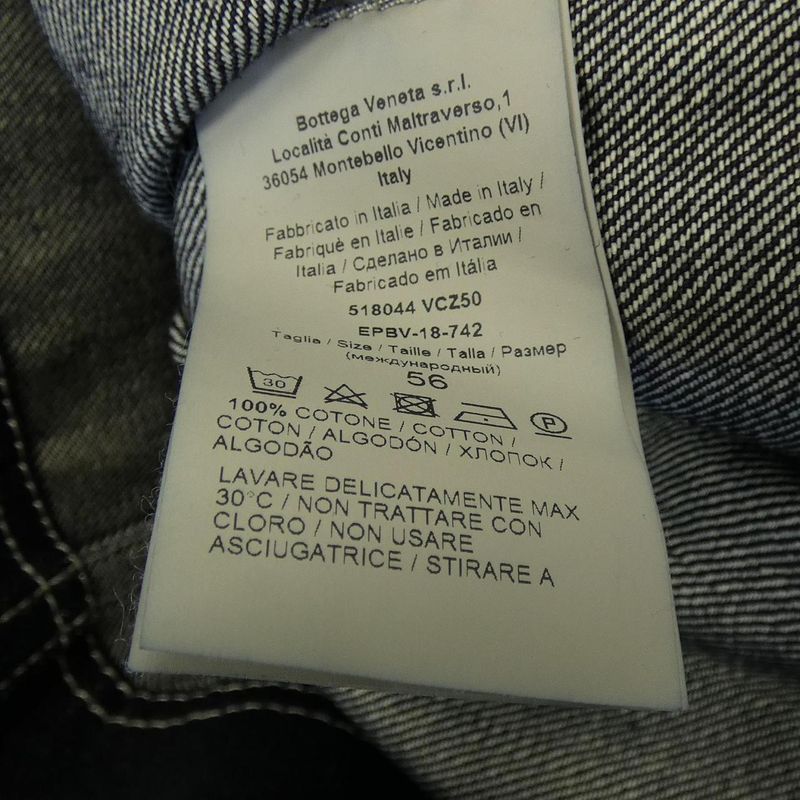 Bottega Veneta s.r.l.
Località Conti Maltraverso,1
36054 Montebello Vicentino (VI)
Italy
Fabbricato in Italia / Made in Italy /
Fabriquè en Italie / Fabricado en
Italia / Сделано в Италии /
Fabricado em Itália
518044 VCZ50
EPBV-18-742
Taglia / Size / Taille / Talla / Размер
(международный)
56
30 P
100% COTONE / COTTON /
COTON / ALGODÓN / ХЛОПОК /
ALGODÃO
LAVARE DELICATAMENTE MAX
30°C / NON TRATTARE CON
CLORO / NON USARE
ASCIUGATRICE / STIRARE A